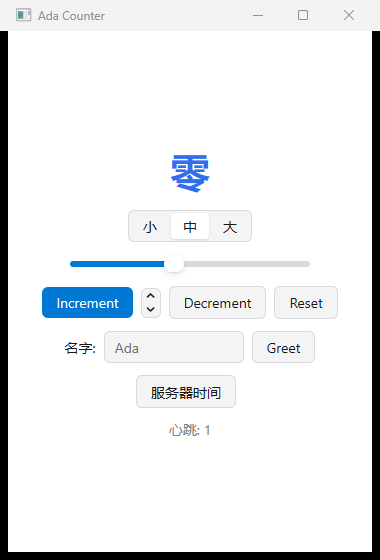 Ada Counter
零
小 中 大
Increment Decrement Reset
名字: Ada Greet
服务器时间
心跳: 1